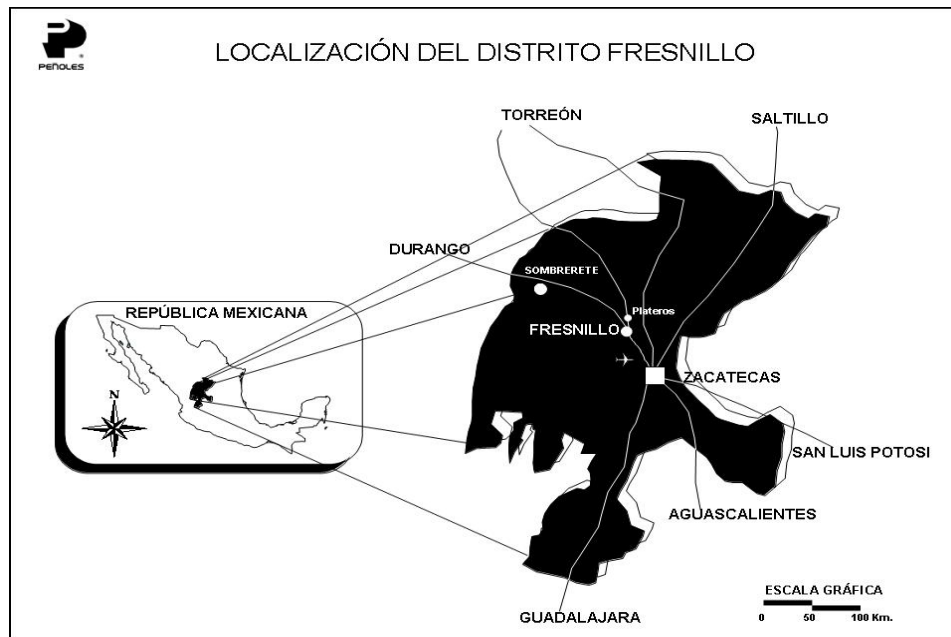 PEÑOLES
LOCALIZACIÓN DEL DISTRITO FRESNILLO
TORREÓN
SALTILLO
DURANGO
SOMBRERETE
REPÚBLICA MEXICANA
Plateros
FRESNILLO
ZACATECAS
N
SAN LUIS POTOSI
AGUASCALIENTES
GUADALAJARA
ESCALA GRÁFICA
0 50 100 Km.